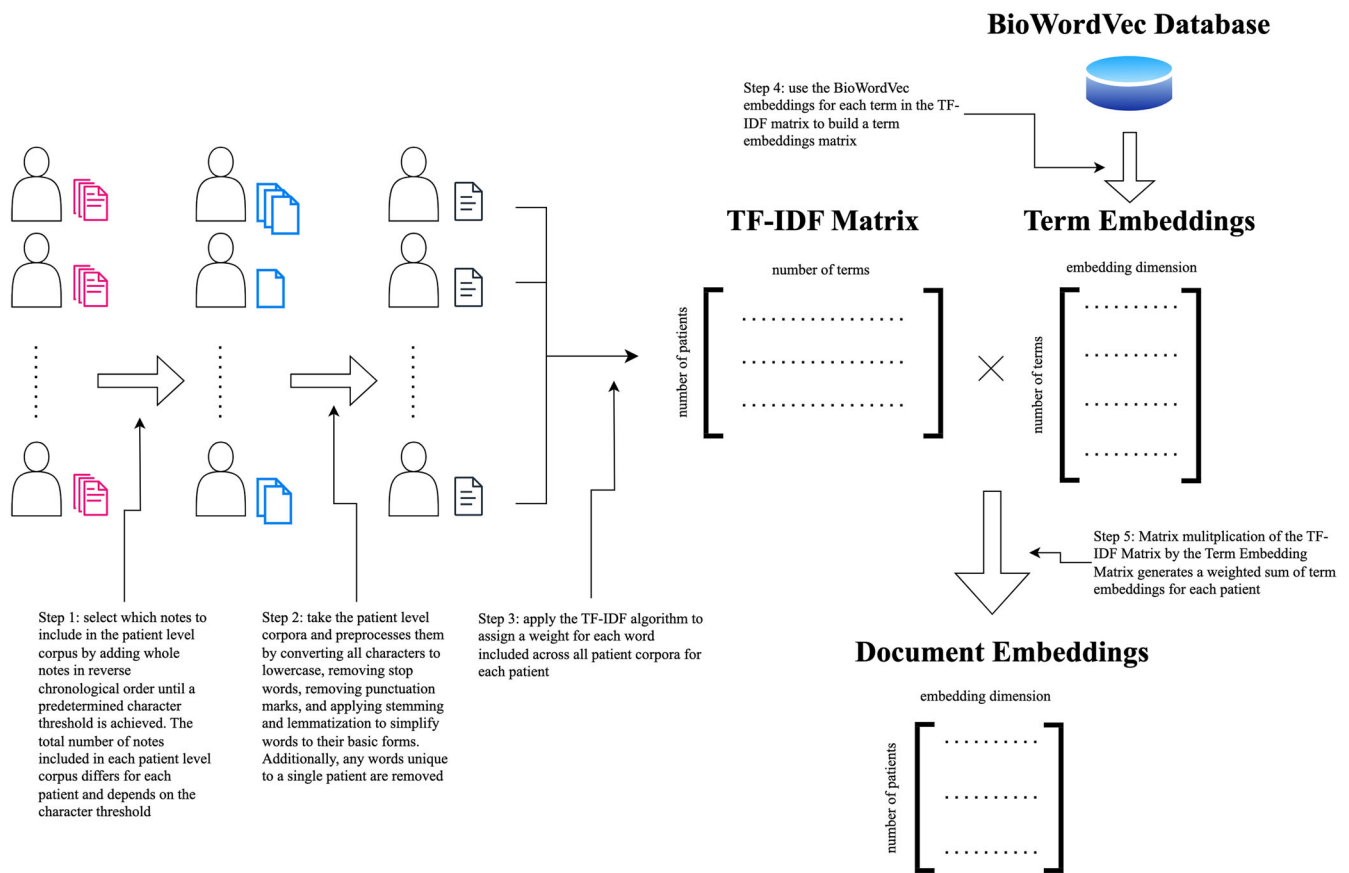 BioWordVec Database
Step 4: use the BioWordVec
embeddings for each term in the TF-
IDF matrix to build a term
embeddings matrix
TF-IDF Matrix
Term Embeddings
number of terms
embedding dimension
number of patients
number of terms
Step 1: select which notes to
include in the patient level
corpus by adding whole
notes in reverse
chronological order until a
predetermined character
threshold is achieved. The
total number of notes
included in each patient level
corpus differs for each
patient and depends on the
character threshold
Step 2: take the patient level
corpora and preprocesses them
by converting all characters to
lowercase, removing stop
words, removing punctuation
marks, and applying stemming
and lemmatization to simplify
words to their basic forms.
Additionally, any words unique
to a single patient are removed
Step 3: apply the TF-IDF algorithm to
assign a weight for each word
included across all patient corpora for
each patient
Step 5: Matrix mulitplication of the TF-
IDF Matrix by the Term Embedding
Matrix generates a weighted sum of term
embeddings for each patient
Document Embeddings
embedding dimension
number of patients